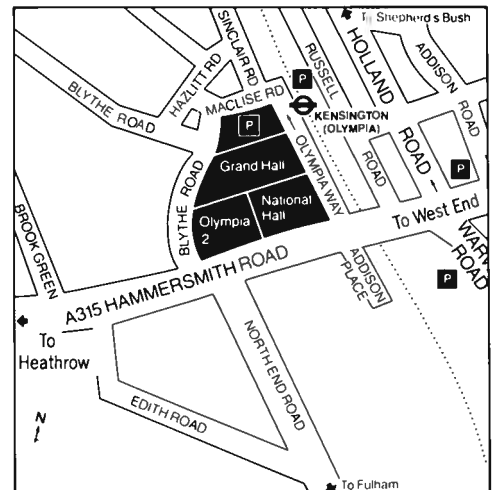 To Shepherd's Bush
SINCLAIR RD
HAZLITT RD
BLYTHE ROAD
MACLISE RD
RUSSELL
ROAD
HOLLAND
ROAD
ADDISON
ROAD
P
KENSINGTON
(OLYMPIA)
P
Grand Hall
OLYMPIA WAY
P
National
Hall
Olympia
2
BLYTHE ROAD
To West End
WARW
ROAD
P
BROOK GREEN
A315 HAMMERSMITH ROAD
ADDISON
PLACE
To
Heathrow
NORTH END ROAD
EDITH ROAD
N
To Fulham